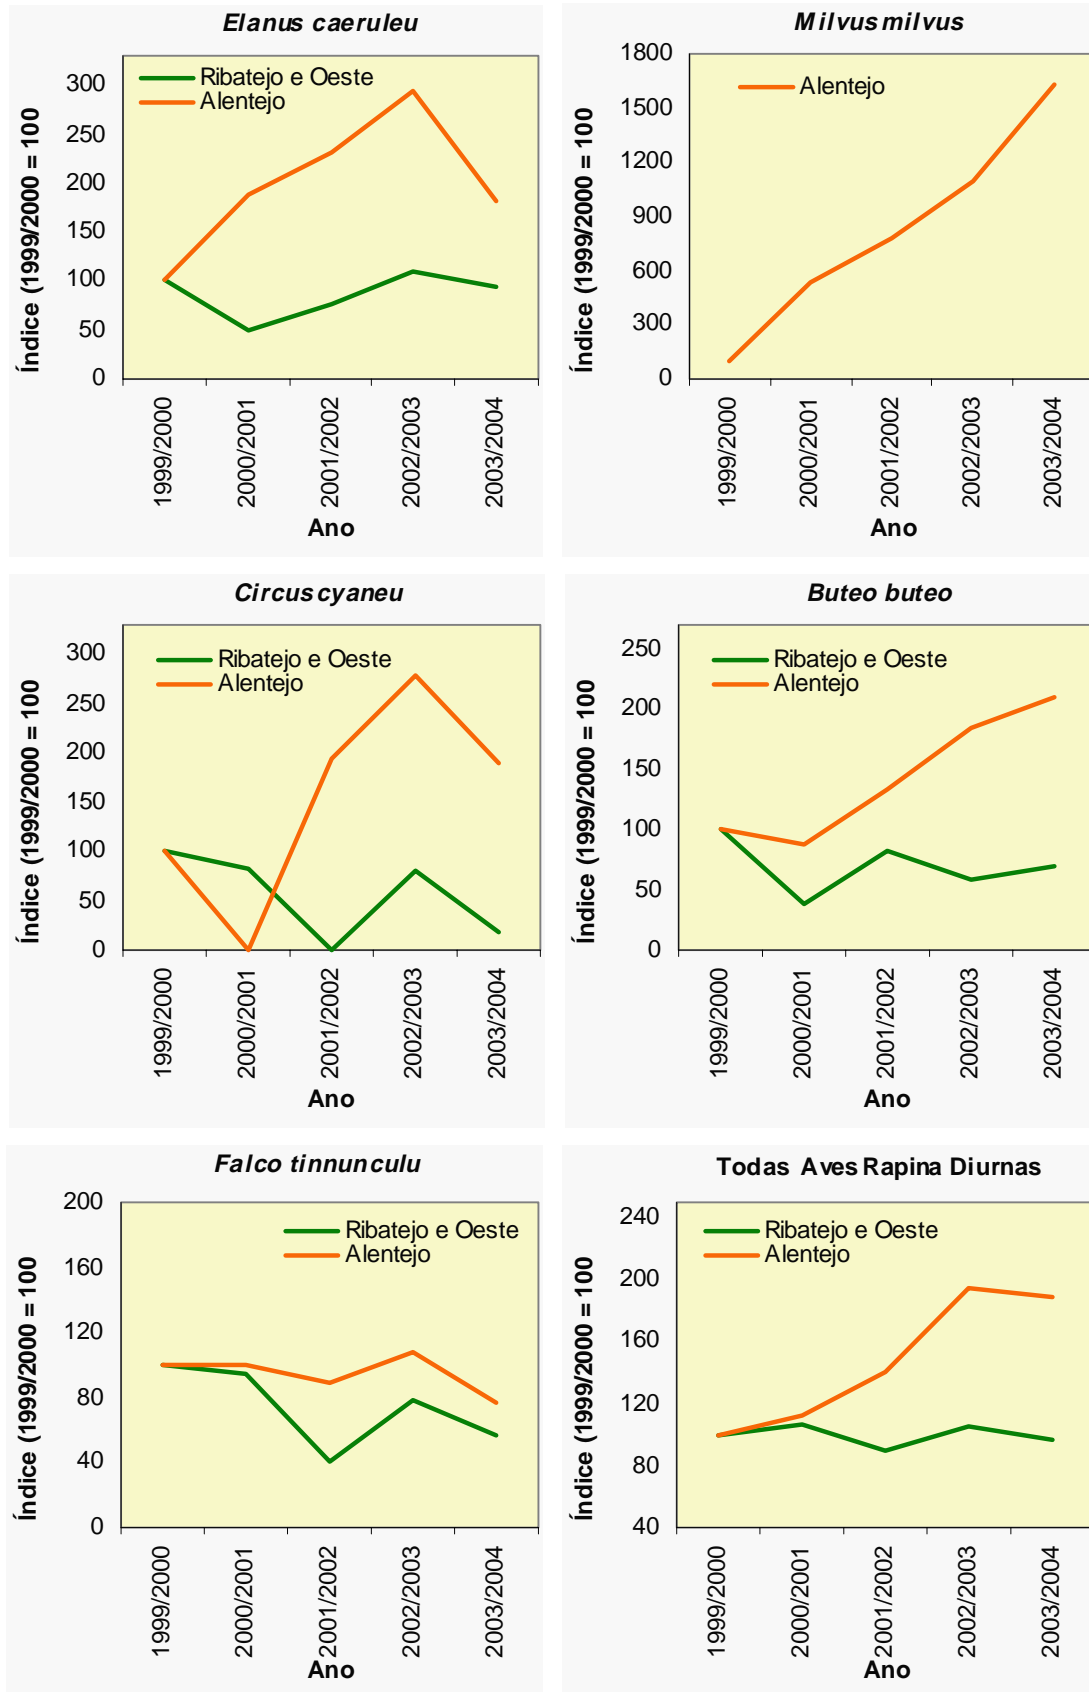 Elanus caeruleu
Índice (1999/2000 = 100
300
250
200
150
100
50
0
Ribatejo e Oeste
Alentejo
1999/2000
2000/2001
2001/2002
2002/2003
2003/2004
Ano
Milvus milvus
Índice (1999/2000 = 100
1800
1500
1200
900
600
300
0
Alentejo
1999/2000
2000/2001
2001/2002
2002/2003
2003/2004
Ano
Circus cyaneu
Índice (1999/2000 = 100
300
250
200
150
100
50
0
Ribatejo e Oeste
Alentejo
1999/2000
2000/2001
2001/2002
2002/2003
2003/2004
Ano
Buteo buteo
Índice (1999/2000 = 100
250
200
150
100
50
0
Ribatejo e Oeste
Alentejo
1999/2000
2000/2001
2001/2002
2002/2003
2003/2004
Ano
Falco tinnunculu
Índice (1999/2000 = 100
200
160
120
80
40
0
Ribatejo e Oeste
Alentejo
1999/2000
2000/2001
2001/2002
2002/2003
2003/2004
Ano
Todas Aves Rapina Diurnas
Índice (1999/2000 = 100
240
200
160
120
80
40
Ribatejo e Oeste
Alentejo
1999/2000
2000/2001
2001/2002
2002/2003
2003/2004
Ano